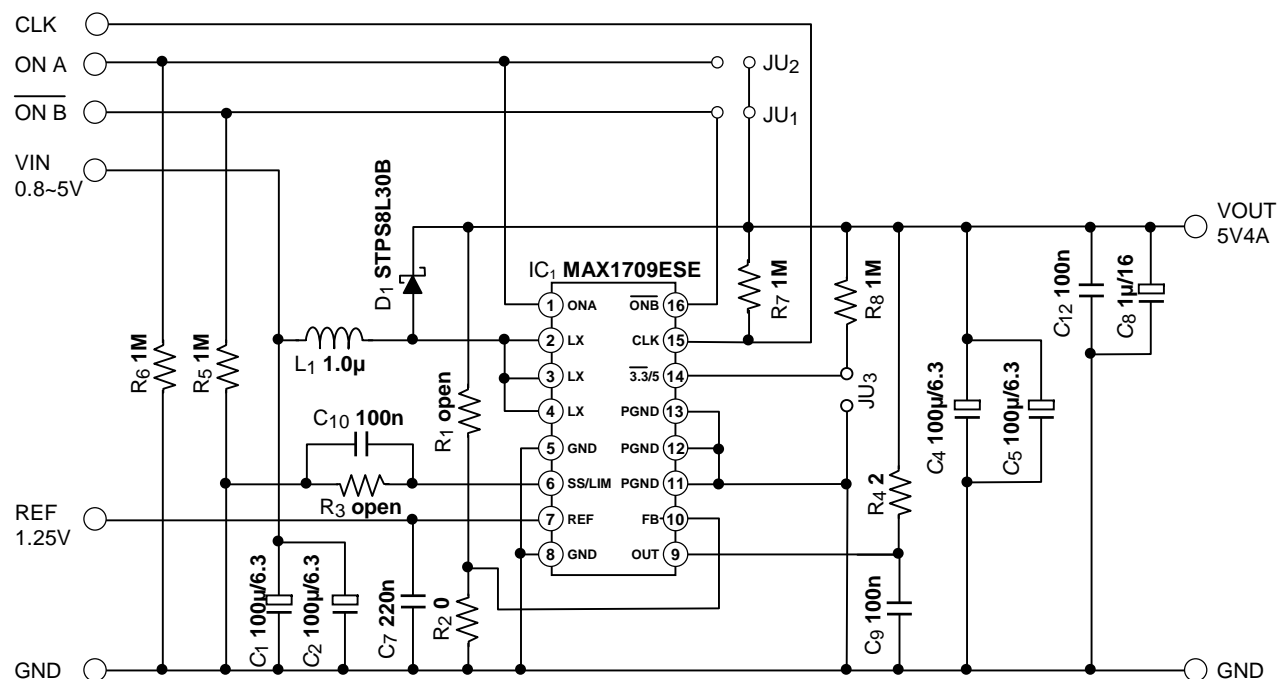 CLK
ON A
JU2
ON B
JU1
VIN
0.8~5V
VOUT
5V4A
D1 STPS8L30B
IC1 MAX1709ESE
R7 1M
R8 1M
C12 100n
C8 1µ/16
1 ONA
ONB 16
2 LX
CLK 15
3 LX
3.3/5 14
4 LX
PGND 13
5 GND
PGND 12
6 SS/LIM
PGND 11
7 REF
FB 10
8 GND
OUT 9
R6 1M
R5 1M
L1 1.0µ
R1 open
JU3
C10 100n
R3 open
C4 100µ/6.3
C5 100µ/6.3
R4 2
REF
1.25V
C1 100µ/6.3
C2 100µ/6.3
C7 220n
R2 0
C9 100n
GND
GND